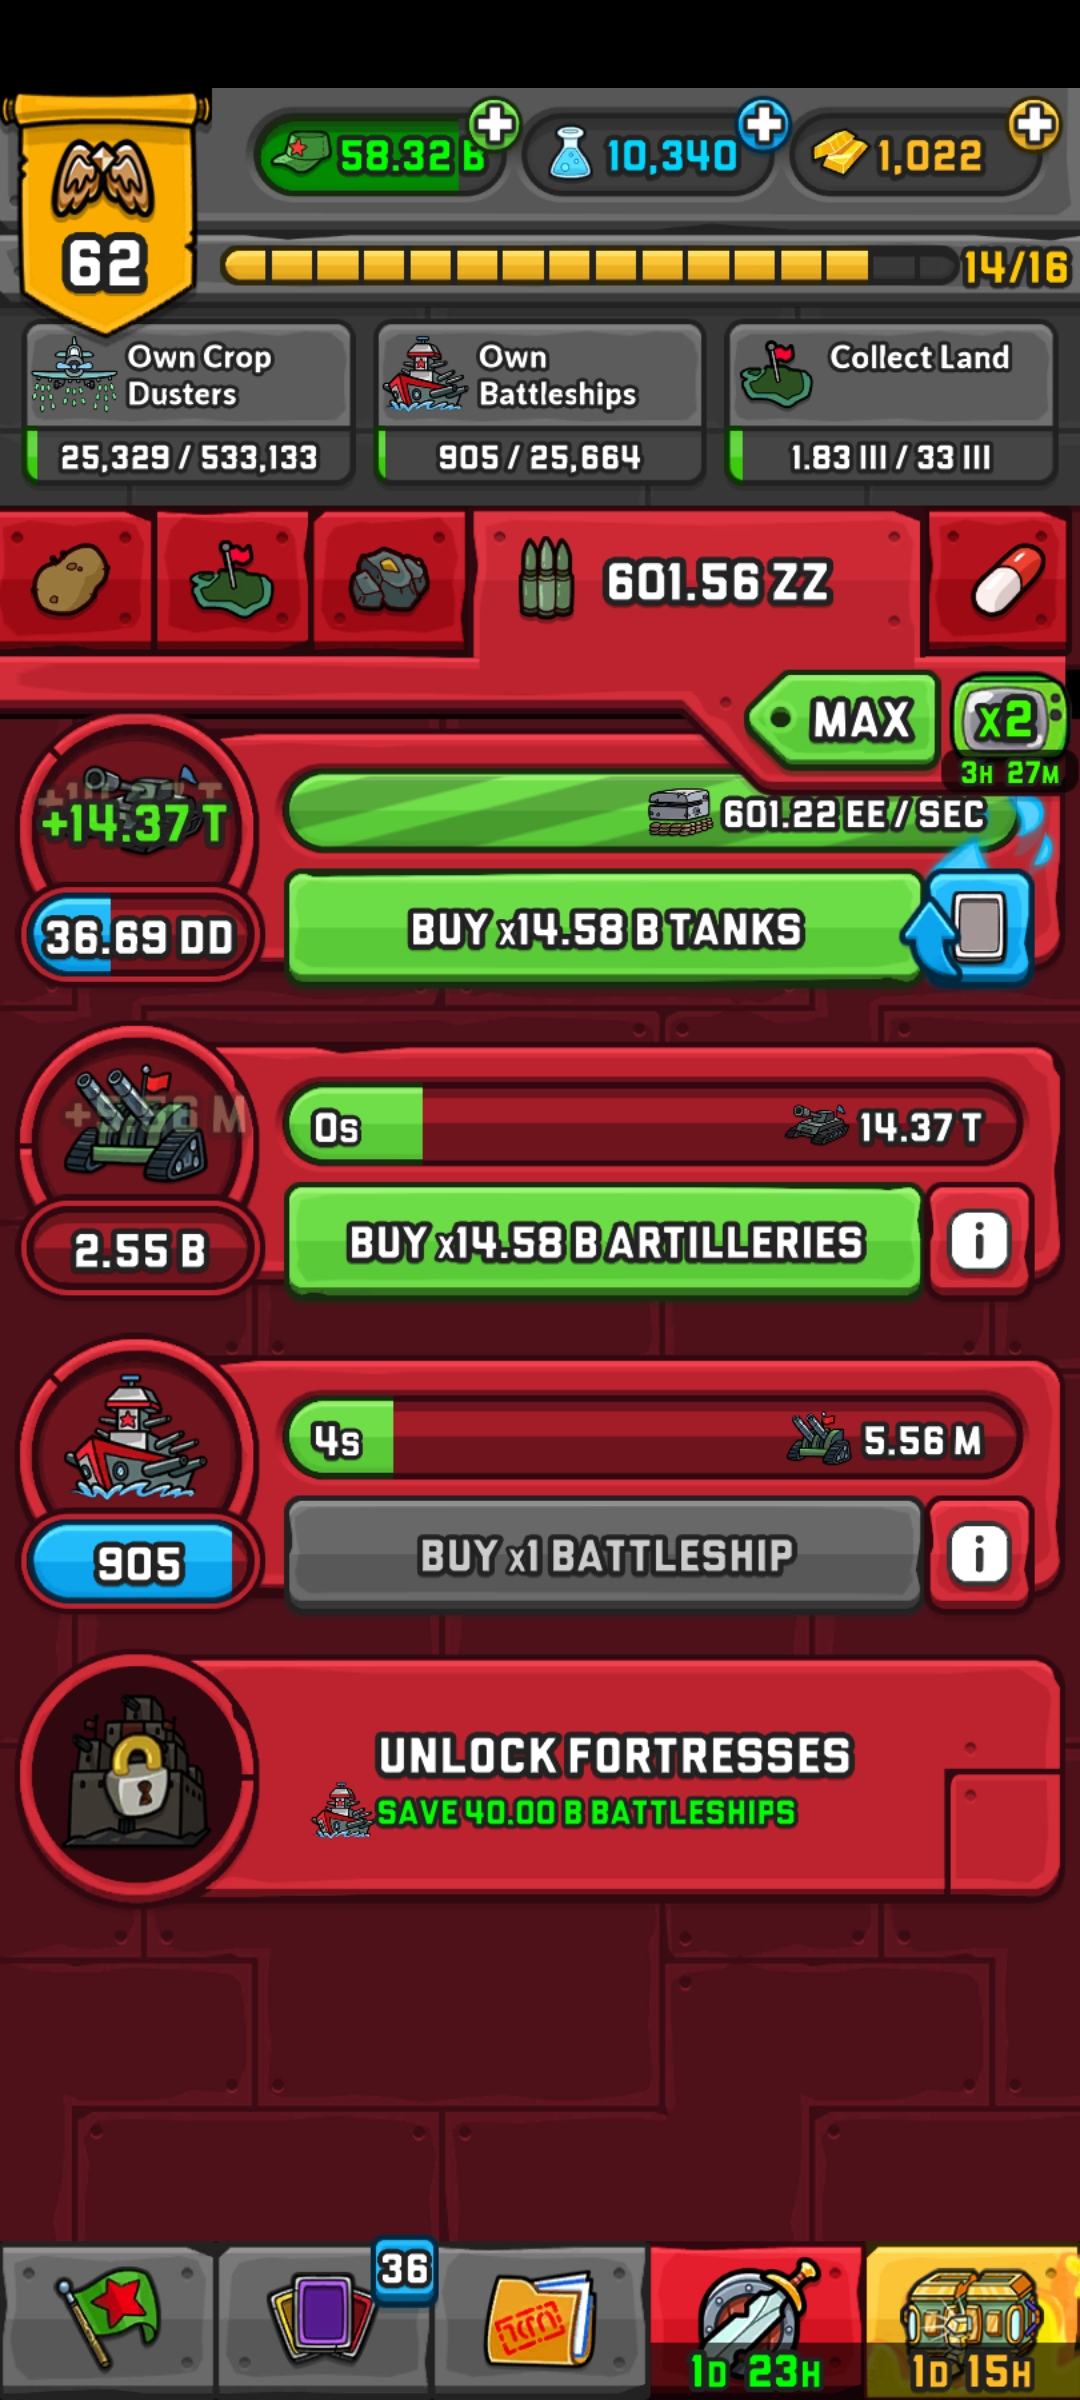 58.32 B
10,340
1,022
62
14/16
Own Crop
Dusters
25,329 / 533,133
Own
Battleships
905 / 25,664
Collect Land
1.83 III / 33 III
601.56 ZZ
MAX
x2
3H 27M
+14.37 T
601.22 EE / SEC
36.69 DD
BUY x14.58 B TANKS
+5.56 M
0s
14.37 T
2.55 B
BUY x14.58 B ARTILLERIES
i
4s
5.56 M
905
BUY x1 BATTLESHIP
i
UNLOCK FORTRESSES
SAVE 40.00 B BATTLESHIPS
36
1D 23H
1D 15H